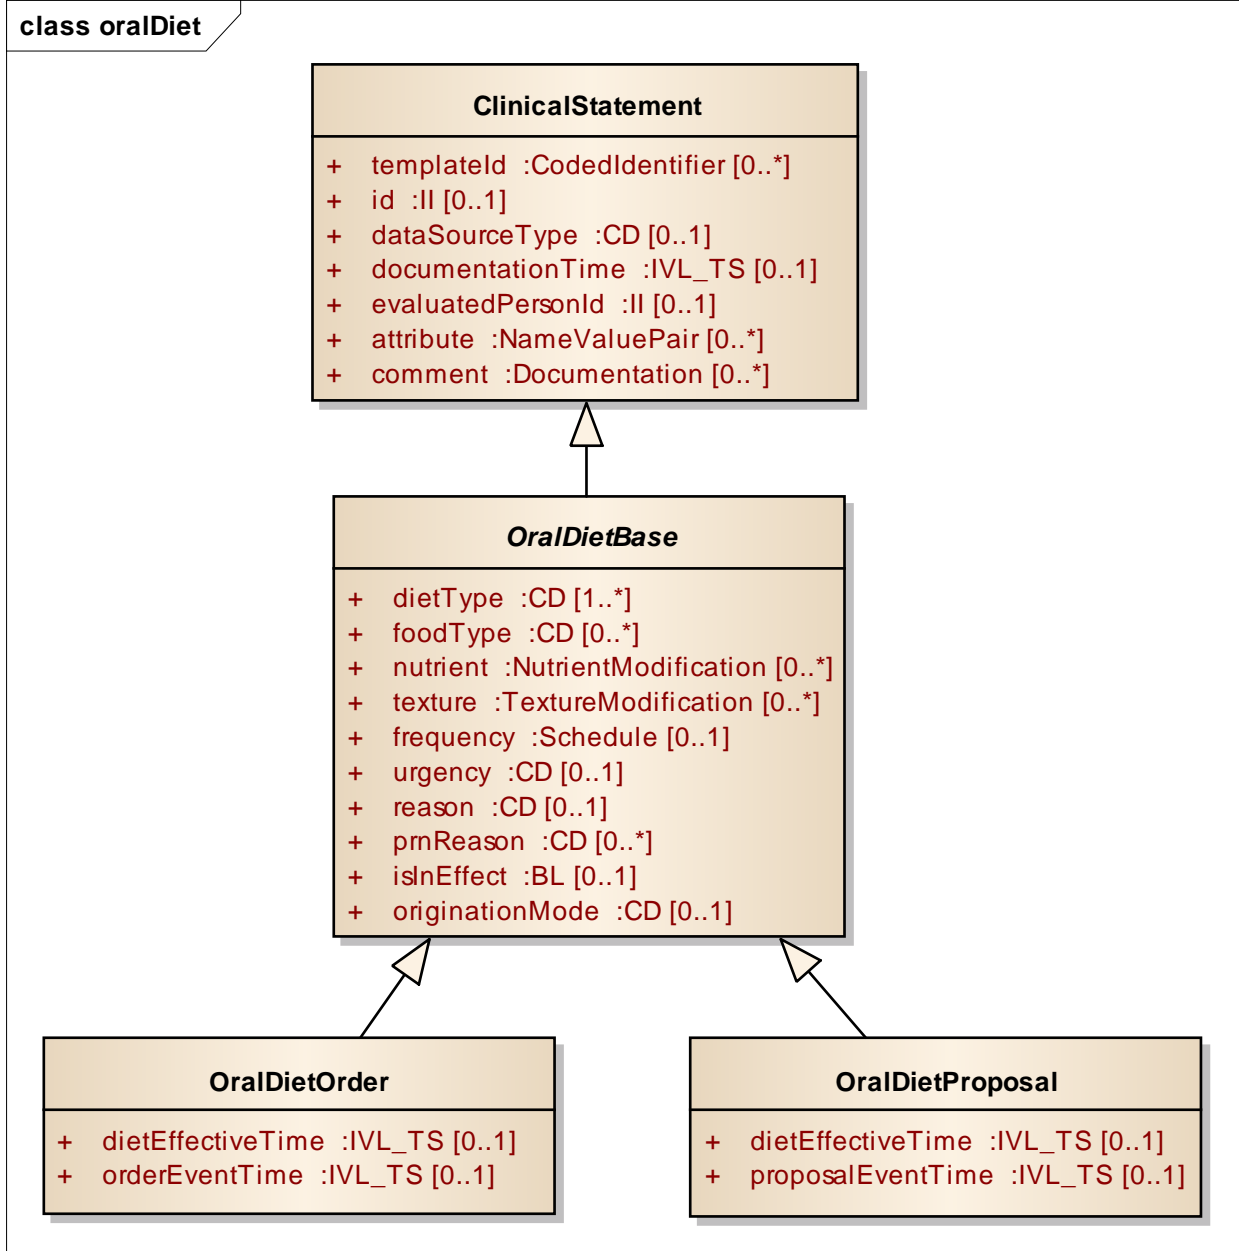 class oralDiet
ClinicalStatement
+ templateId :CodedIdentifier [0..*]
+ id :II [0..1]
+ dataSourceType :CD [0..1]
+ documentationTime :IVL_TS [0..1]
+ evaluatedPersonId :II [0..1]
+ attribute :NameValuePair [0..*]
+ comment :Documentation [0..*]
OralDietBase
+ dietType :CD [1..*]
+ foodType :CD [0..*]
+ nutrient :NutrientModification [0..*]
+ texture :TextureModification [0..*]
+ frequency :Schedule [0..1]
+ urgency :CD [0..1]
+ reason :CD [0..1]
+ prnReason :CD [0..*]
+ isInEffect :BL [0..1]
+ originationMode :CD [0..1]
OralDietOrder
+ dietEffectiveTime :IVL_TS [0..1]
+ orderEventTime :IVL_TS [0..1]
OralDietProposal
+ dietEffectiveTime :IVL_TS [0..1]
+ proposalEventTime :IVL_TS [0..1]